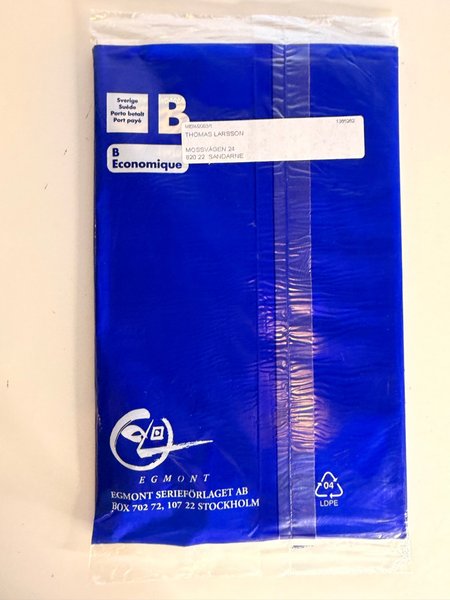 Sverige
Suède
Porto betalt
Port payé
B
B
Economique
THOMAS LARSSON
MOSSVÄGEN 24
820 22 SANDARNE
EGMONT
EGMONT SERIEFÖRLAGET AB
BOX 702 72, 107 22 STOCKHOLM
04
LDPE